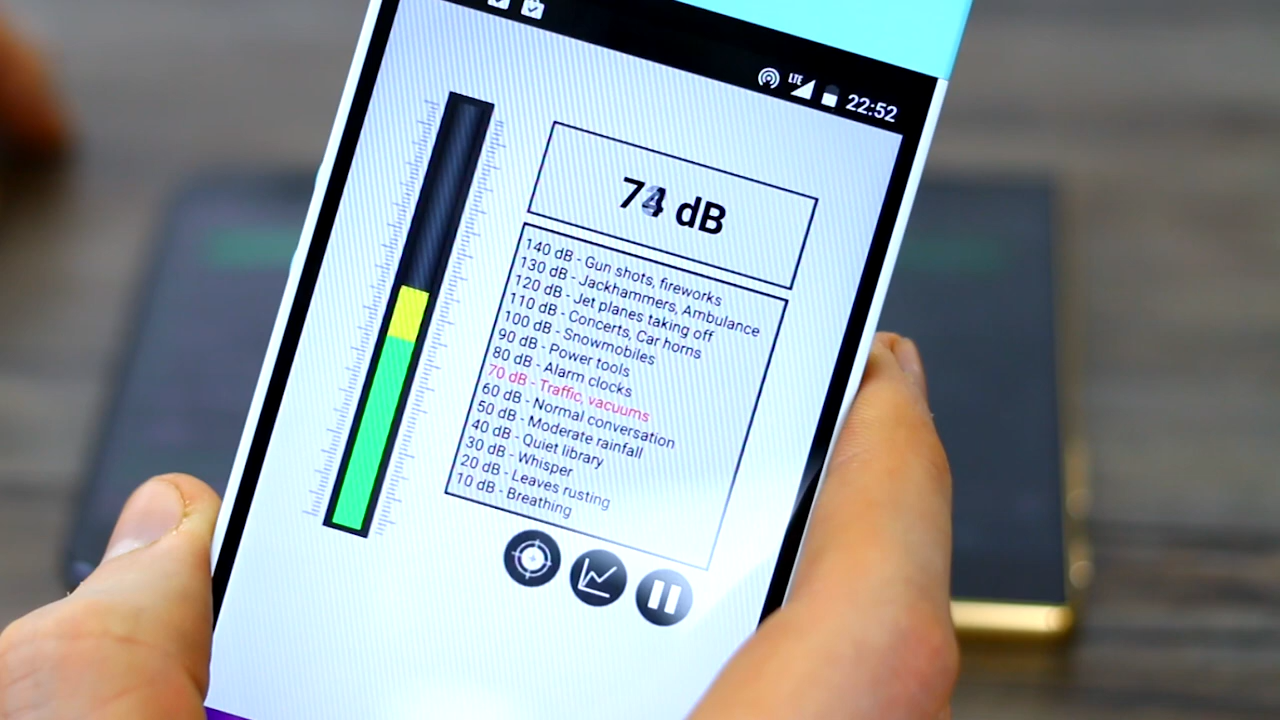 LTE 22:52
74 dB
140 dB - Gun shots, fireworks
130 dB - Jackhammers, Ambulance
120 dB - Jet planes taking off
110 dB - Concerts, Car horns
100 dB - Snowmobiles
90 dB - Power tools
80 dB - Alarm clocks
70 dB - Traffic, vacuums
60 dB - Normal conversation
50 dB - Moderate rainfall
40 dB - Quiet library
30 dB - Whisper
20 dB - Leaves rusting
10 dB - Breathing